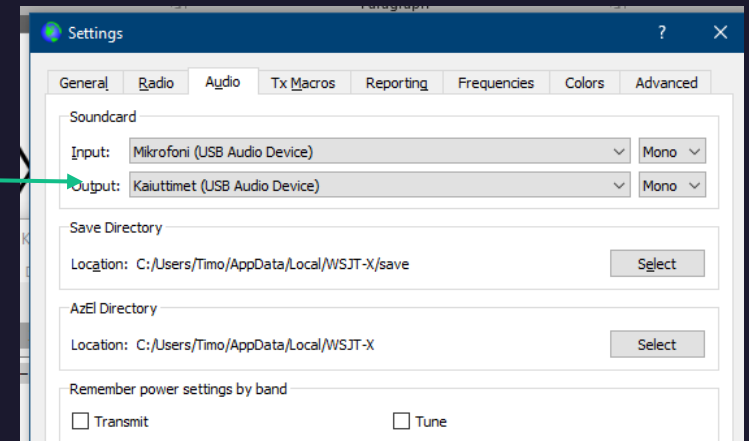 Paragraph
Settings ?
General Radio Audio Tx Macros Reporting Frequencies Colors Advanced
Soundcard
Input: Mikrofoni (USB Audio Device) Mono
Output: Kaiuttimet (USB Audio Device) Mono
Save Directory
Location: C:/Users/Timo/AppData/Local/WSJT-X/save Select
AzEl Directory
Location: C:/Users/Timo/AppData/Local/WSJT-X Select
Remember power settings by band
Transmit Tune